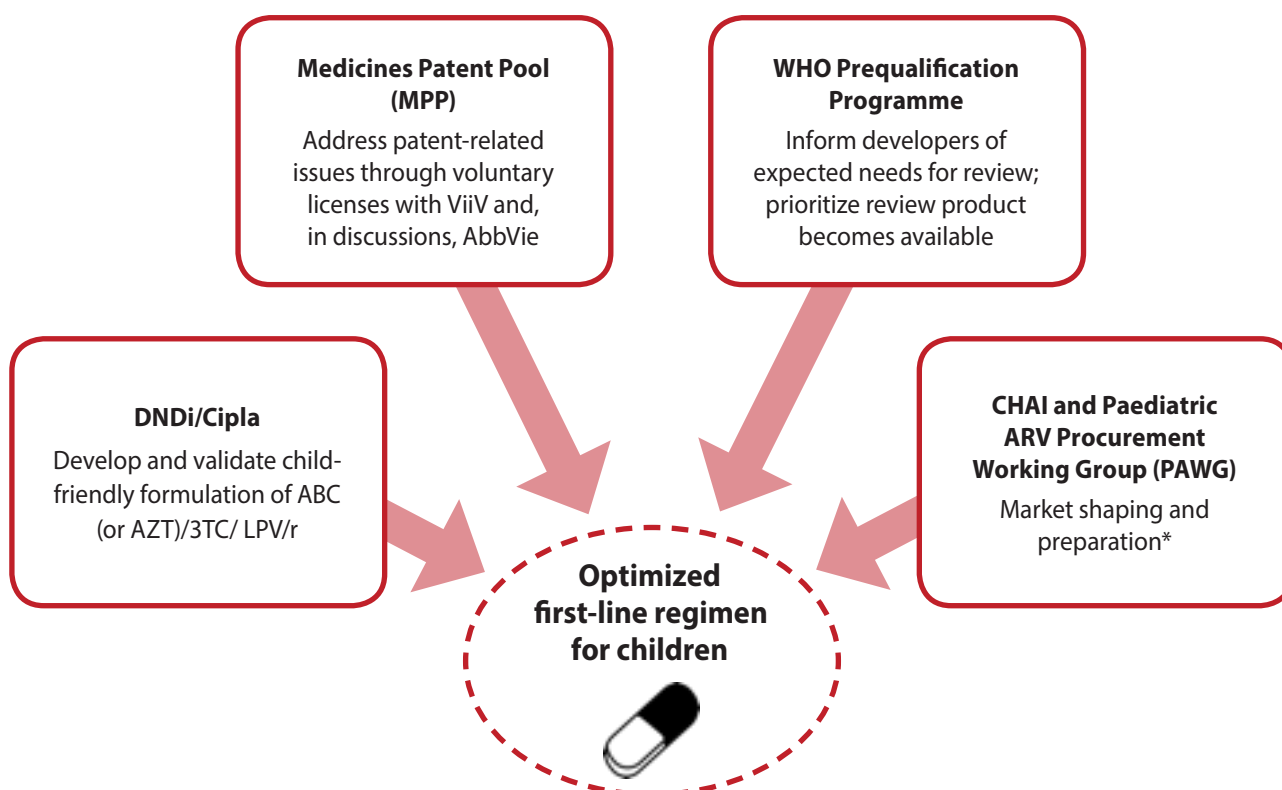 Medicines Patent Pool
(MPP)
Address patent-related
issues through voluntary
licenses with ViiV and,
in discussions, AbbVie
WHO Prequalification
Programme
Inform developers of
expected needs for review;
prioritize review product
becomes available
DNDi/Cipla
Develop and validate child-
friendly formulation of ABC
(or AZT)/3TC/ LPV/r
CHAI and Paediatric
ARV Procurement
Working Group (PAWG)
Market shaping and
preparation*
Optimized
first-line regimen
for children